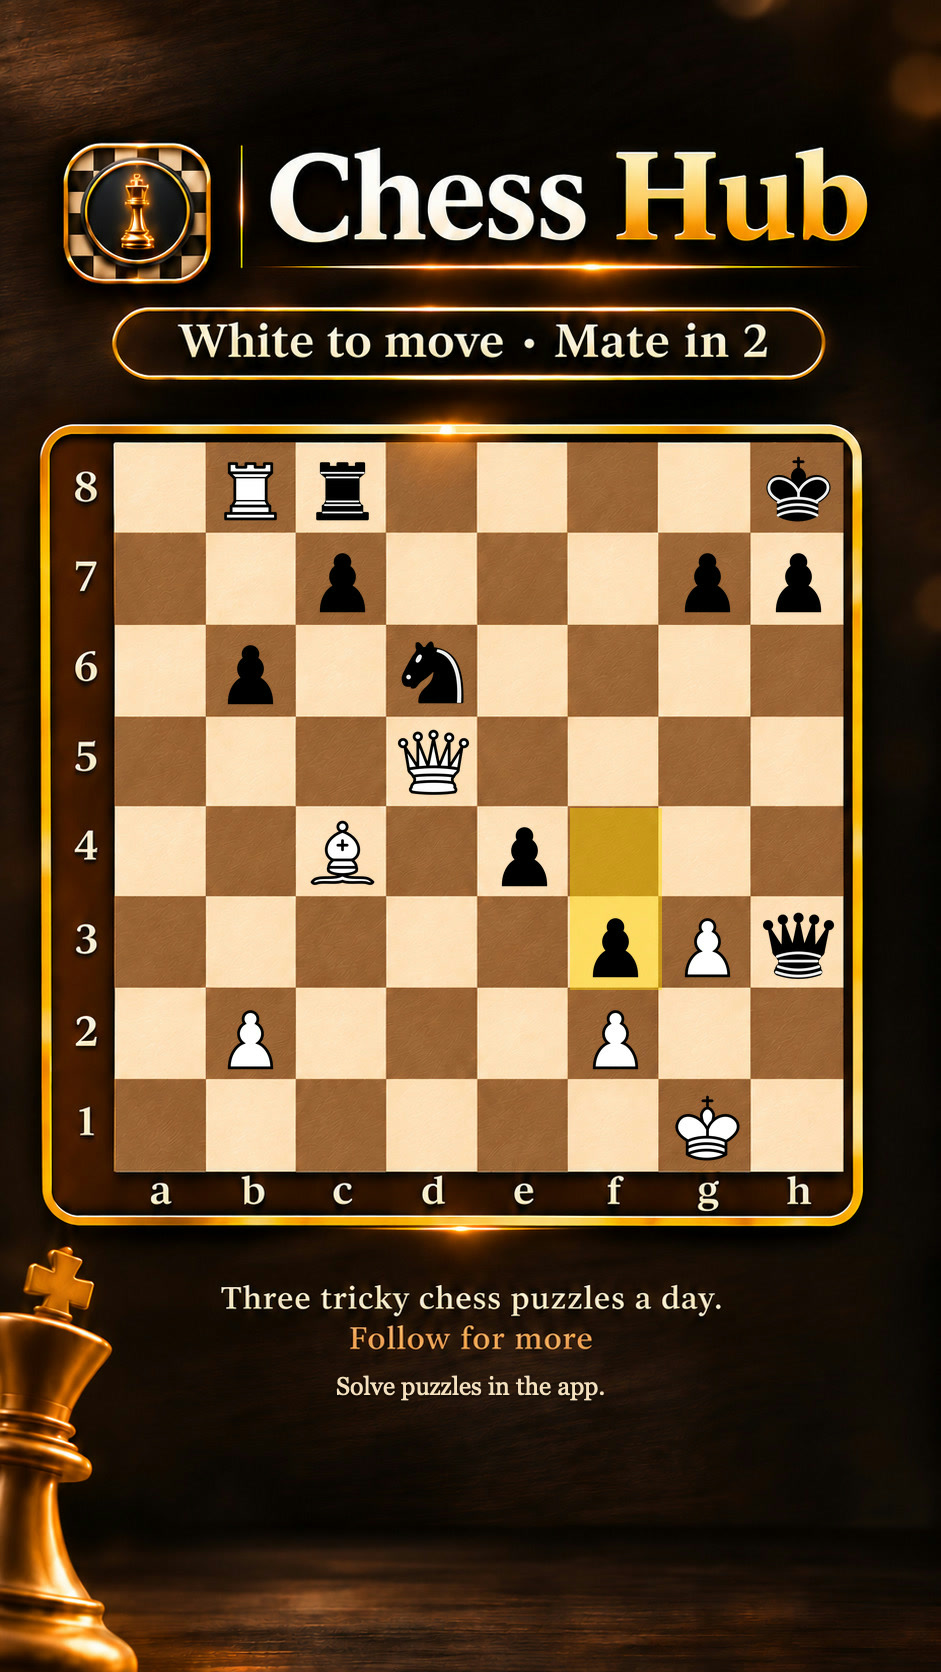 Chess Hub
White to move • Mate in 2
8
7
6
5
4
3
2
1
a b c d e f g h
Three tricky chess puzzles a day.
Follow for more
Solve puzzles in the app.